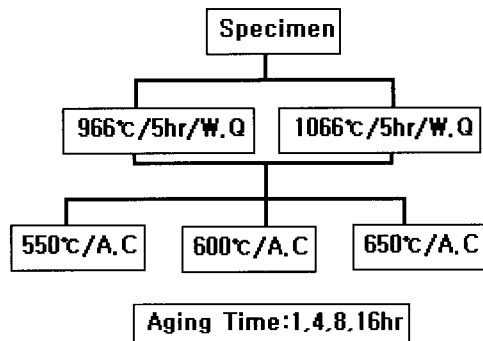 Specimen
966℃/5hr/W.Q
1066℃/5hr/W.Q
550℃/A.C
600℃/A.C
650℃/A.C
Aging Time:1,4,8,16hr